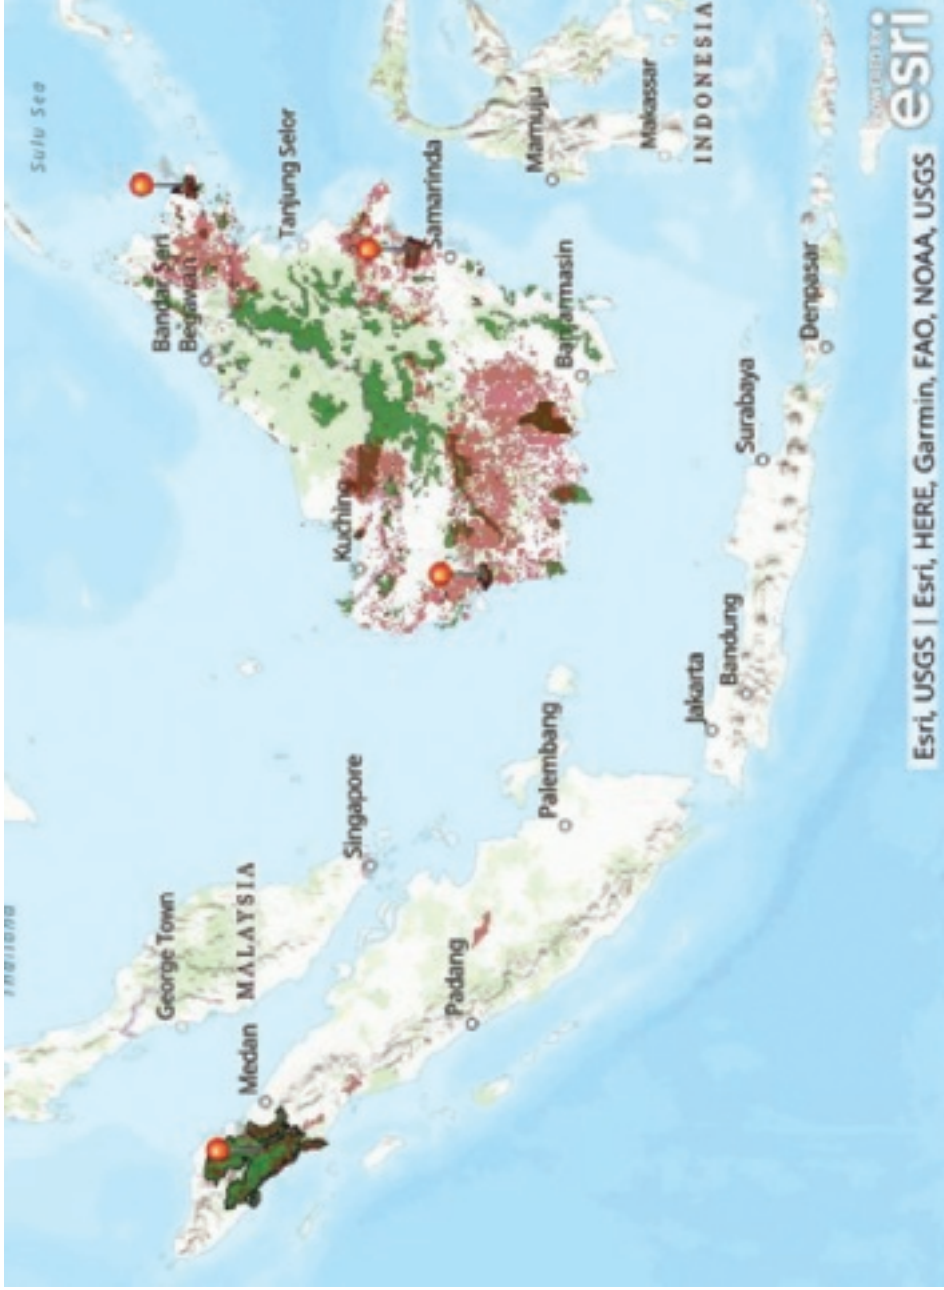 Sulu Sea
Thailand
George Town
MALAYSIA
Medan
Singapore
Padang
Palembang
Jakarta
Bandung
Surabaya
Denpasar
Kuching
Bandar Seri
Begawan
Tanjung Selor
Samarinda
Banjarmasin
Mamuju
Makassar
INDONESIA
esri
Esri, USGS | Esri, HERE, Garmin, FAO, NOAA, USGS